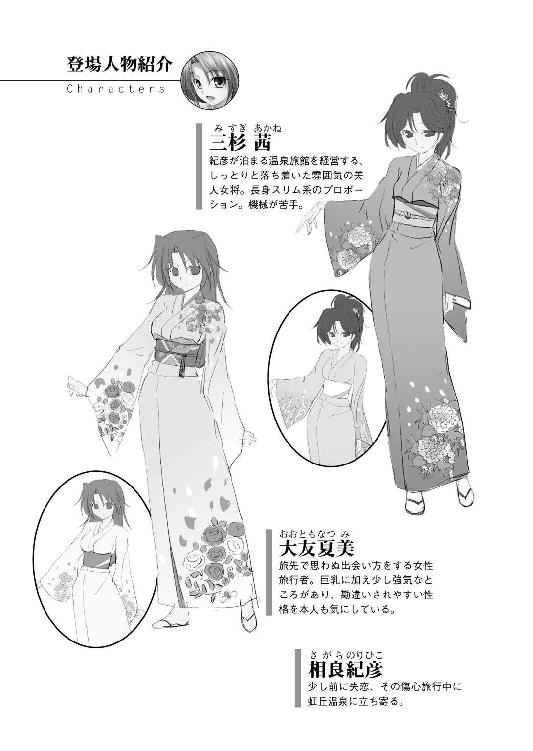 登場人物紹介
Characters
みすぎ あかね
三杉 茜
紀彦が泊まる温泉旅館を経営する、
しっとりと落ち着いた雰囲気の美
人女将。長身スリム系のプロポー
ション。機械が苦手。
おおともなつみ
大友夏美
旅先で思わぬ出会い方をする女性
旅行者。巨乳に加え少し強気なと
ころがあり、勘違いされやすい性
格を本人も気にしている。
さがらのりひこ
相良紀彦
少し前に失恋、その傷心旅行中に
虹丘温泉に立ち寄る。